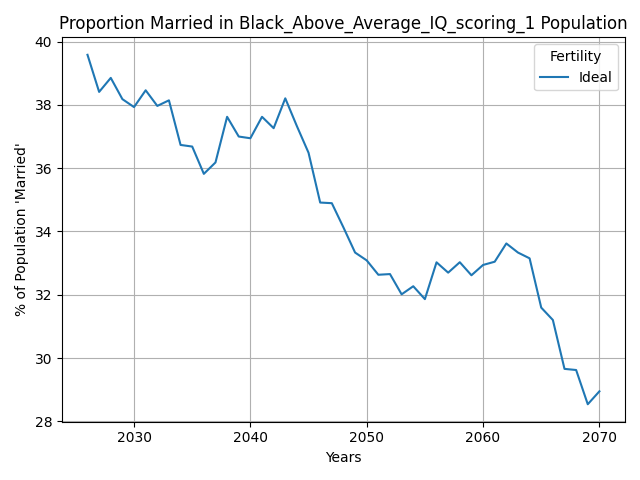 Proportion Married in Black_Above_Average_IQ_scoring_1 Population
Fertility
Ideal
% of Population 'Married'
40
38
36
34
32
30
28
2030 2040 2050 2060 2070
Years